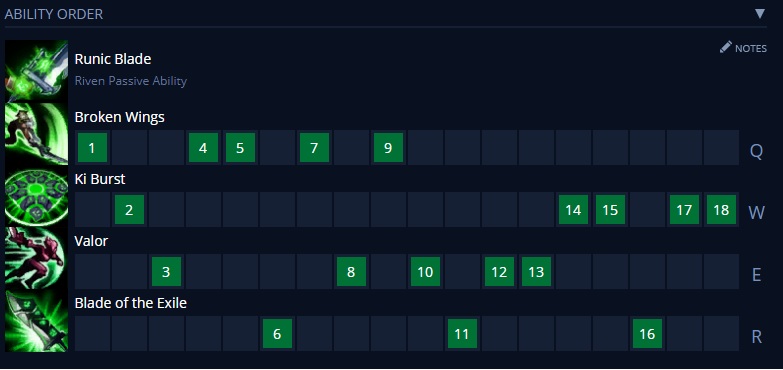 ABILITY ORDER ▼
NOTES
Runic Blade
Riven Passive Ability
Broken Wings
1 4 5 7 9 Q
Ki Burst
2 14 15 17 18 W
Valor
3 8 10 12 13 E
Blade of the Exile
6 11 16 R